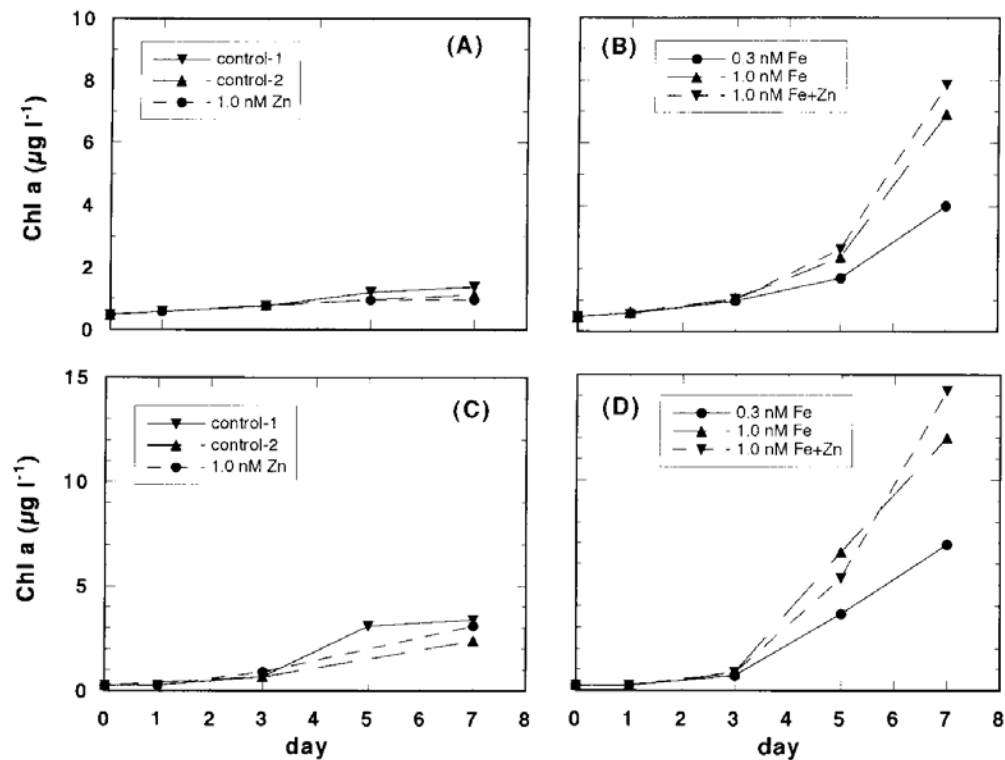 10
8
6
4
2
0
Chl a (µg l⁻¹)
(A)
control-1
control-2
1.0 nM Zn
(B)
0.3 nM Fe
1.0 nM Fe
1.0 nM Fe+Zn
15
10
5
0
Chl a (µg l⁻¹)
(C)
control-1
control-2
1.0 nM Zn
0 1 2 3 4 5 6 7 8
day
(D)
0.3 nM Fe
1.0 nM Fe
1.0 nM Fe+Zn
0 1 2 3 4 5 6 7 8
day